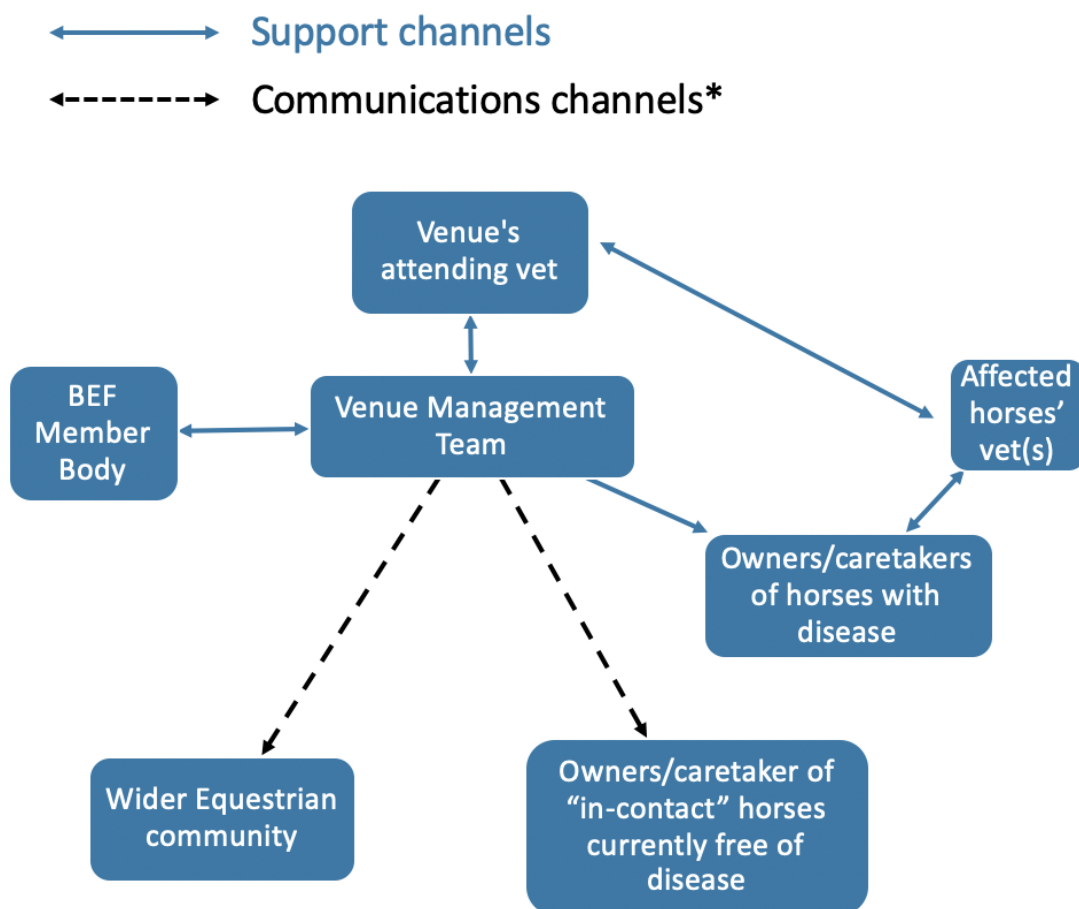 Support channels
Communications channels*
Venue's
attending vet
BEF
Member
Body
Venue Management
Team
Affected
horses’
vet(s)
Owners/caretakers
of horses with
disease
Wider Equestrian
community
Owners/caretaker of
“in-contact” horses
currently free of
disease